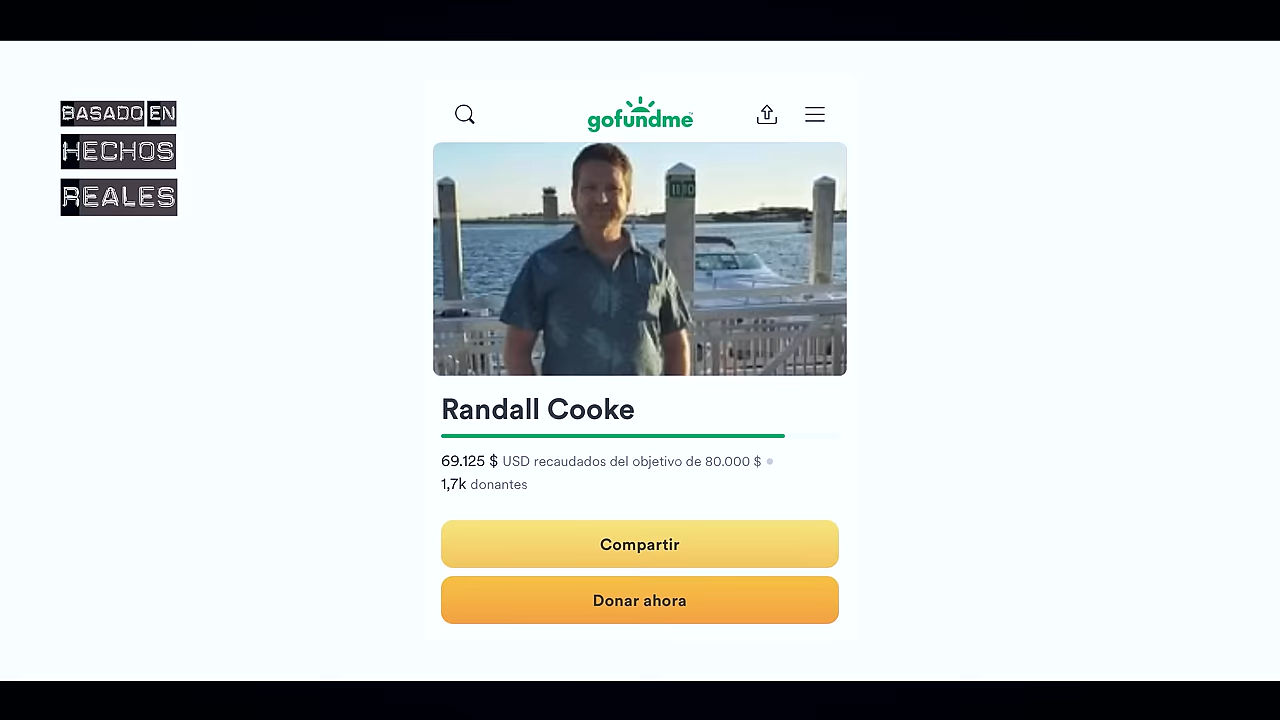 BASADO EN
HECHOS
REALES
gofundme
1180
Randall Cooke
69.125 $ USD recaudados del objetivo de 80.000 $ •
1,7k donantes
Compartir
Donar ahora